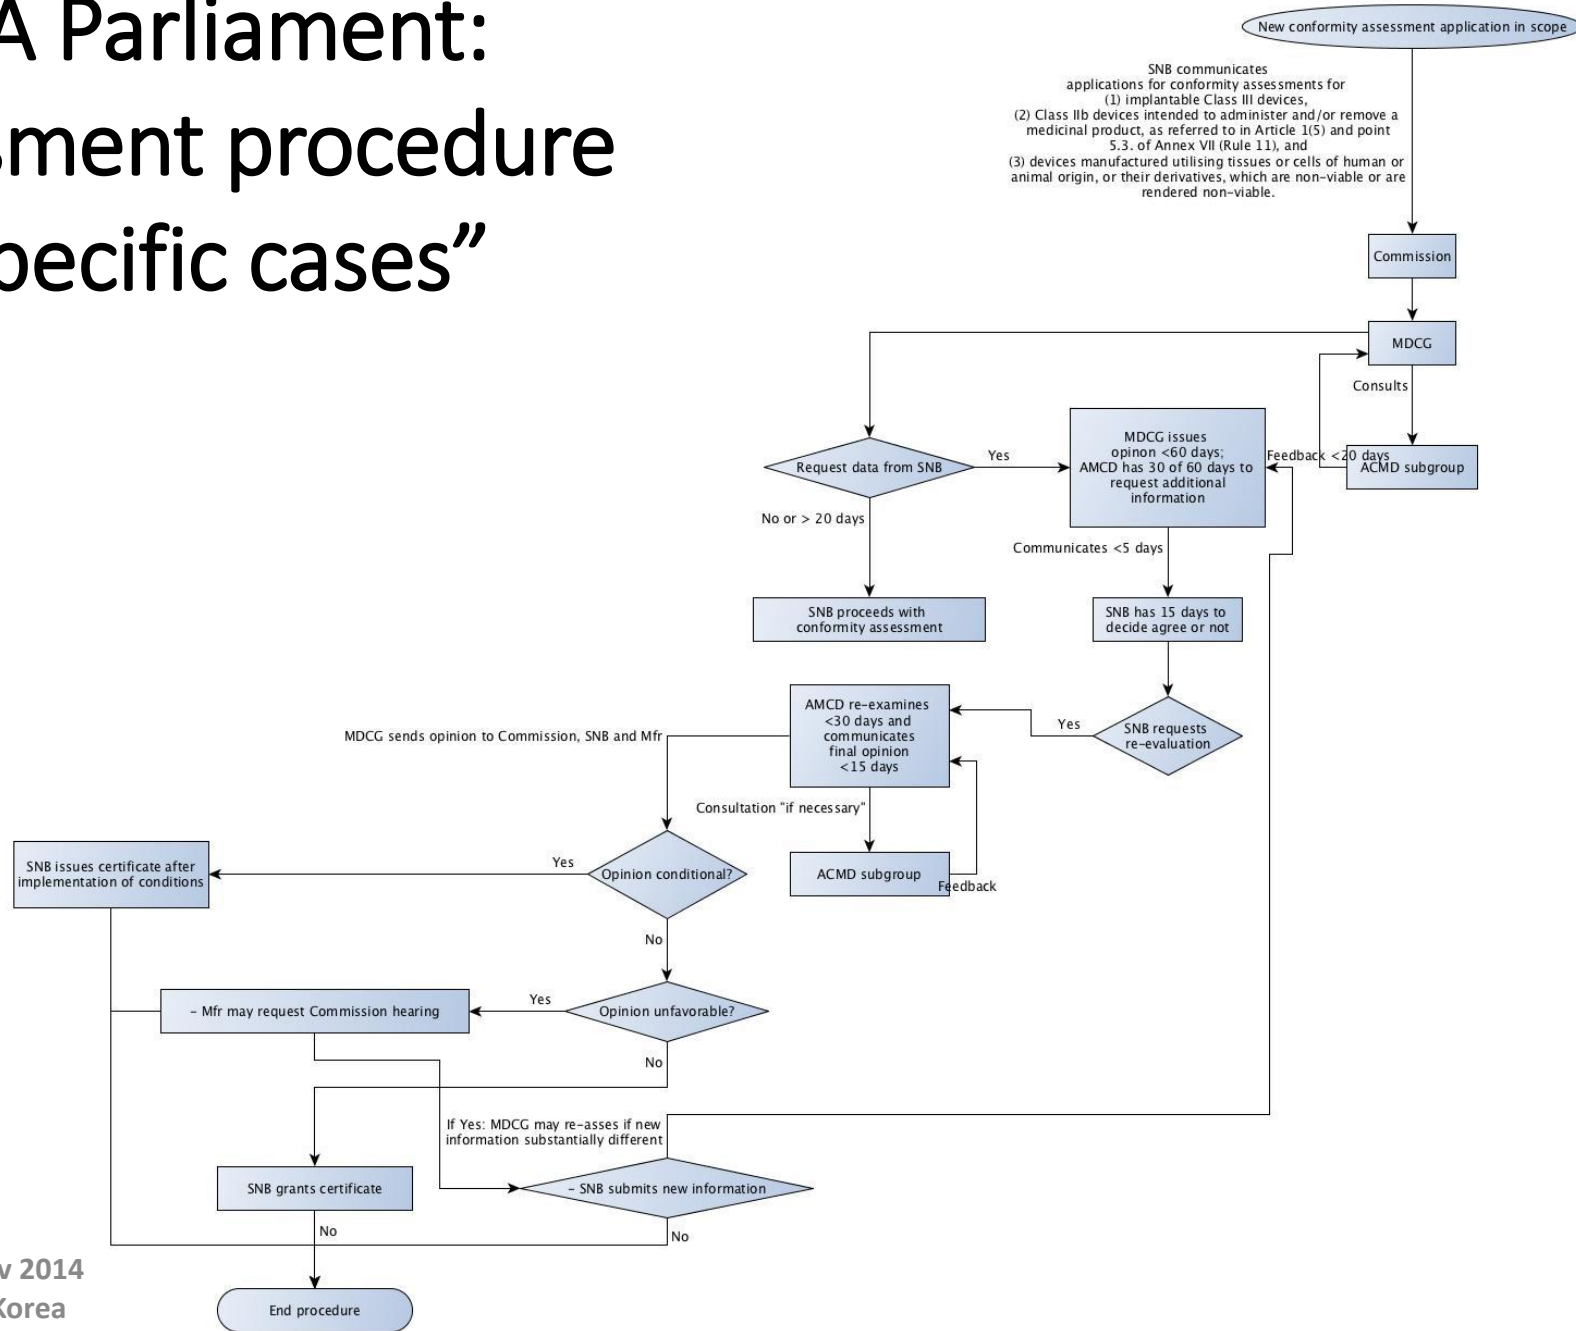 A Parliament:
sment procedure
pecific cases”
New conformity assessment application in scope
SNB communicates
applications for conformity assessments for
(1) implantable Class III devices,
(2) Class IIb devices intended to administer and/or remove a
medicinal product, as referred to in Article 1(5) and point
5.3. of Annex VII (Rule 11), and
(3) devices manufactured utilising tissues or cells of human or
animal origin, or their derivatives, which are non-viable or are
rendered non-viable.
Commission
MDCG
Consults
ACMD subgroup
Feedback <20 days
Request data from SNB
Yes
MDCG issues
opinon <60 days;
AMCD has 30 of 60 days to
request additional
information
No or > 20 days
Communicates <5 days
SNB proceeds with
conformity assessment
SNB has 15 days to
decide agree or not
SNB requests
re-evaluation
Yes
AMCD re-examines
<30 days and
communicates
final opinion
<15 days
MDCG sends opinion to Commission, SNB and Mfr
Consultation "if necessary"
ACMD subgroup
Feedback
Opinion conditional?
Yes
SNB issues certificate after
implementation of conditions
No
Opinion unfavorable?
Yes
- Mfr may request Commission hearing
No
If Yes: MDCG may re-asses if new
information substantially different
SNB grants certificate
- SNB submits new information
No
No
End procedure
v 2014
Korea